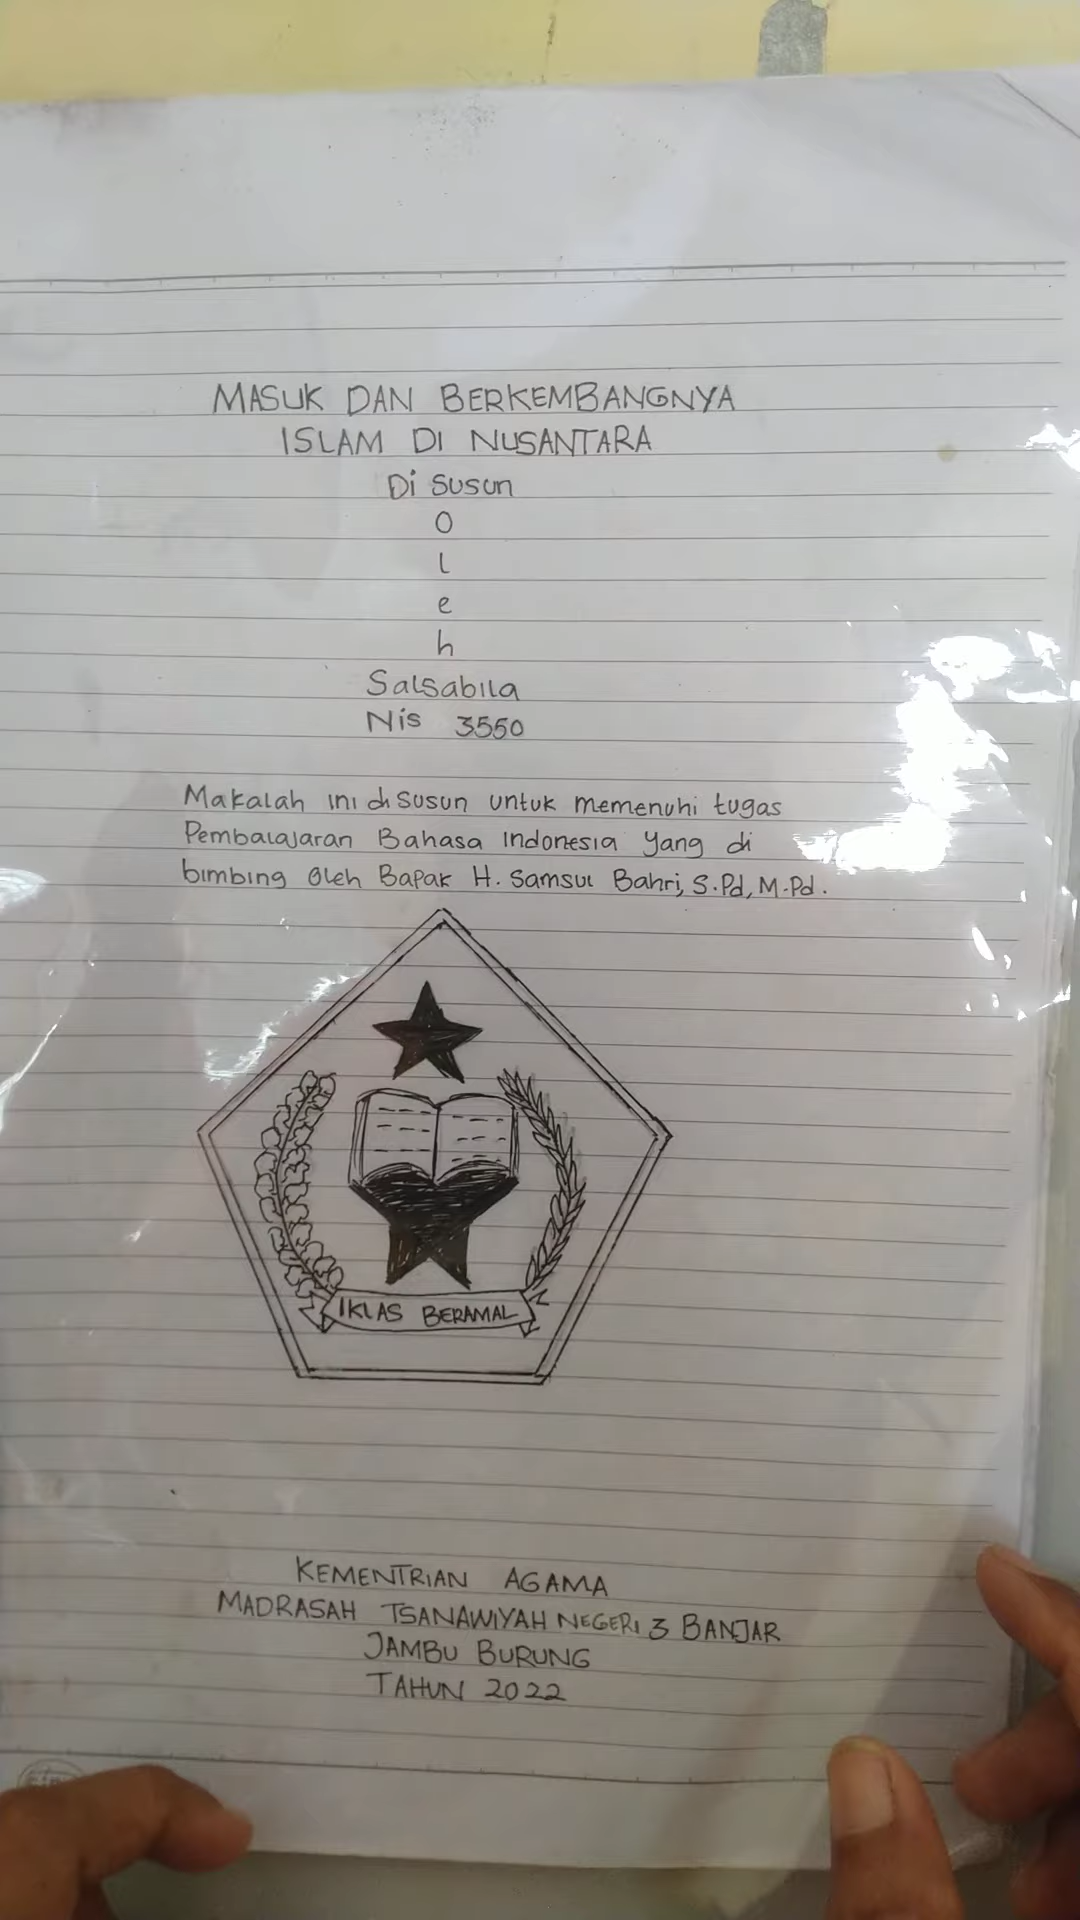 MASUK DAN BERKEMBANGNYA
ISLAM DI NUSANTARA
Di Susun
O
l
e
h
Salsabila
Nis 3550
Makalah ini di susun untuk memenuhi tugas
Pembalajaran Bahasa Indonesia yang di
bimbing Oleh Bapak H. Samsul Bahri, S.Pd, M.Pd.
IKLAS BERAMAL
KEMENTRIAN AGAMA
MADRASAH TSANAWIYAH NEGERI 3 BANJAR
JAMBU BURUNG
TAHUN 2022